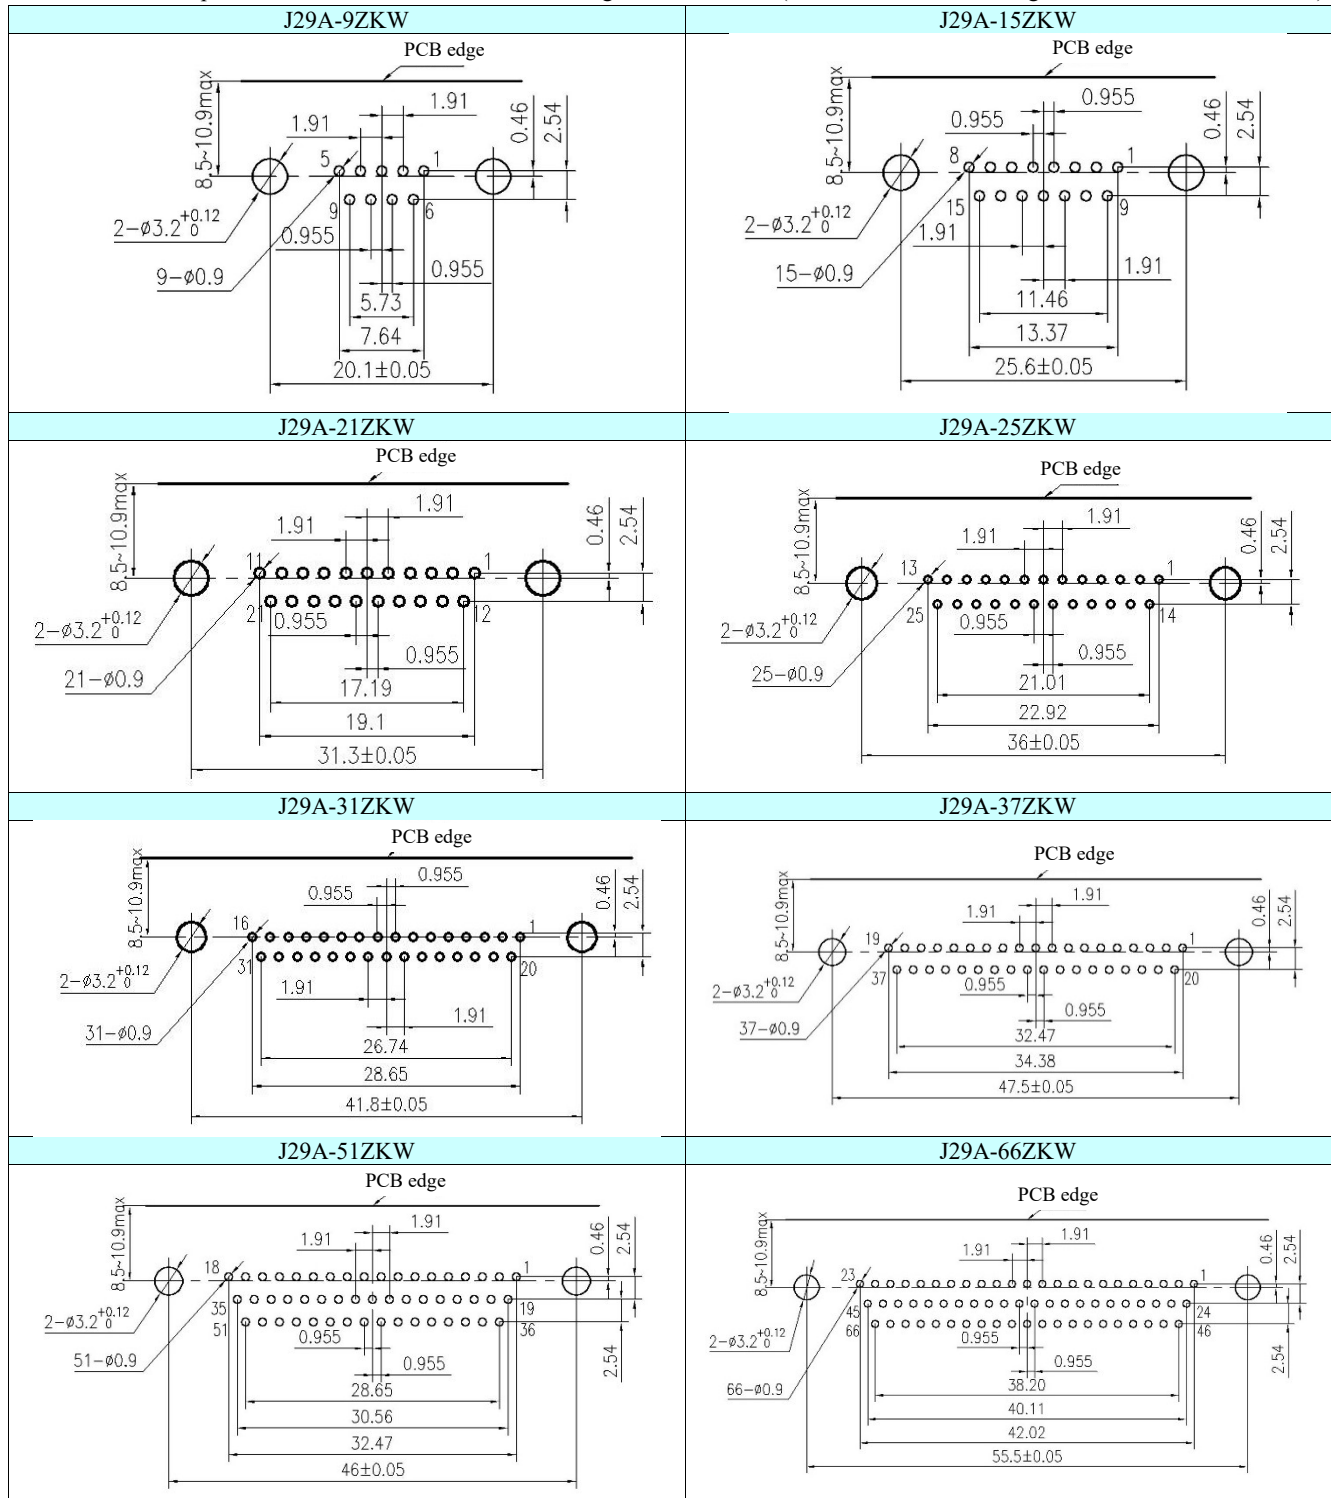 J29A-9ZKW
PCB edge
8.5~10.9max
1.91
1.91
0.46
2.54
5
1
9
6
2-ø3.2 +0.12 0
0.955
9-ø0.9
0.955
5.73
7.64
20.1±0.05
J29A-15ZKW
PCB edge
8.5~10.9max
0.955
0.955
0.46
2.54
8
1
15
9
2-ø3.2 +0.12 0
1.91
15-ø0.9
1.91
11.46
13.37
25.6±0.05
J29A-21ZKW
PCB edge
8.5~10.9max
1.91
1.91
0.46
2.54
11
1
21
12
2-ø3.2 +0.12 0
0.955
0.955
21-ø0.9
17.19
19.1
31.3±0.05
J29A-25ZKW
PCB edge
8.5~10.9max
1.91
1.91
0.46
2.54
13
1
25
14
2-ø3.2 +0.12 0
0.955
0.955
25-ø0.9
21.01
22.92
36±0.05
J29A-31ZKW
PCB edge
8.5~10.9max
0.955
0.955
0.46
2.54
16
1
31
20
2-ø3.2 +0.12 0
1.91
1.91
31-ø0.9
26.74
28.65
41.8±0.05
J29A-37ZKW
PCB edge
8.5~10.9max
1.91
1.91
0.46
2.54
19
1
37
20
2-ø3.2 +0.12 0
0.955
0.955
37-ø0.9
32.47
34.38
47.5±0.05
J29A-51ZKW
PCB edge
8.5~10.9max
1.91
1.91
0.46
2.54
18
1
35
19
51
36
2-ø3.2 +0.12 0
0.955
0.955
2.54
51-ø0.9
28.65
30.56
32.47
46±0.05
J29A-66ZKW
PCB edge
8.5~10.9max
1.91
1.91
0.46
2.54
23
1
45
24
66
46
2-ø3.2 +0.12 0
0.955
0.955
2.54
66-ø0.9
38.20
40.11
42.02
55.5±0.05